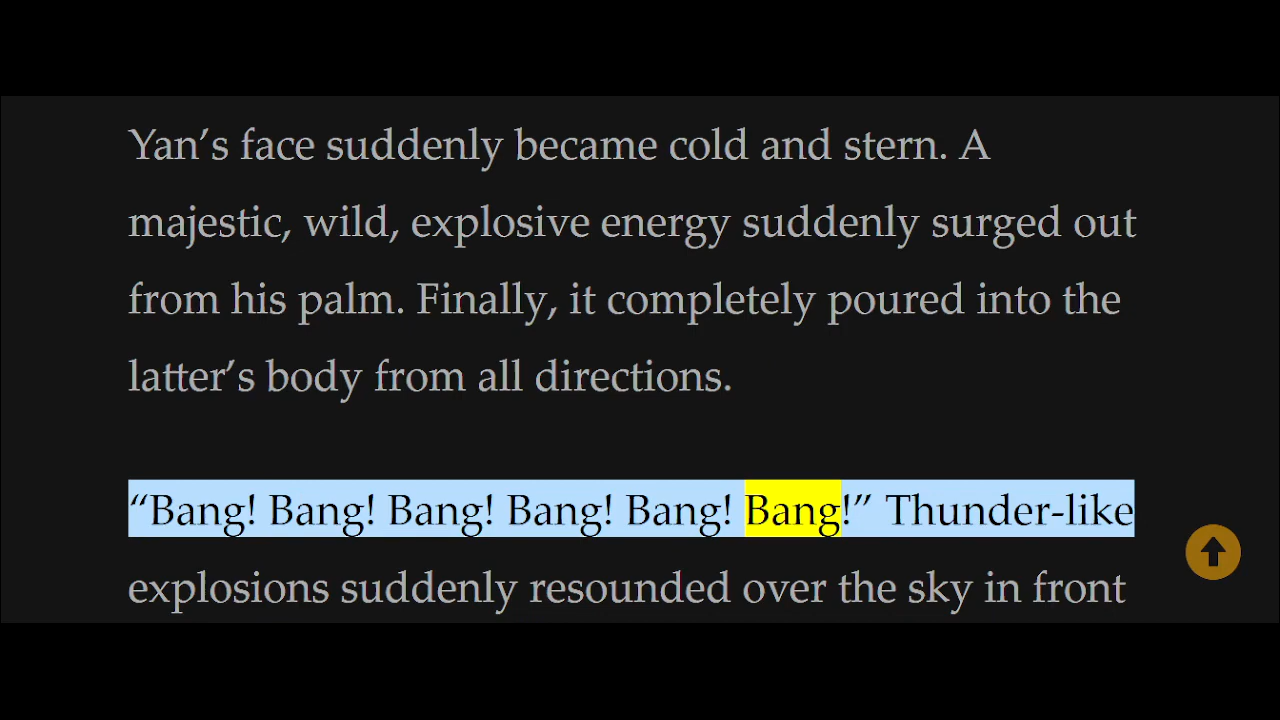 Yan’s face suddenly became cold and stern. A
majestic, wild, explosive energy suddenly surged out
from his palm. Finally, it completely poured into the
latter’s body from all directions.
“Bang! Bang! Bang! Bang! Bang! Bang!” Thunder-like
explosions suddenly resounded over the sky in front